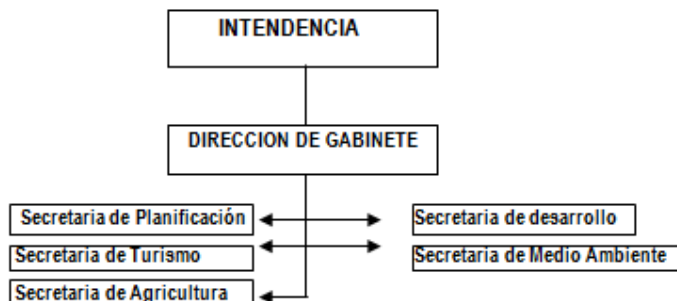 INTENDENCIA
DIRECCION DE GABINETE
Secretaria de Planificación
Secretaria de desarrollo
Secretaria de Turismo
Secretaria de Medio Ambiente
Secretaria de Agricultura